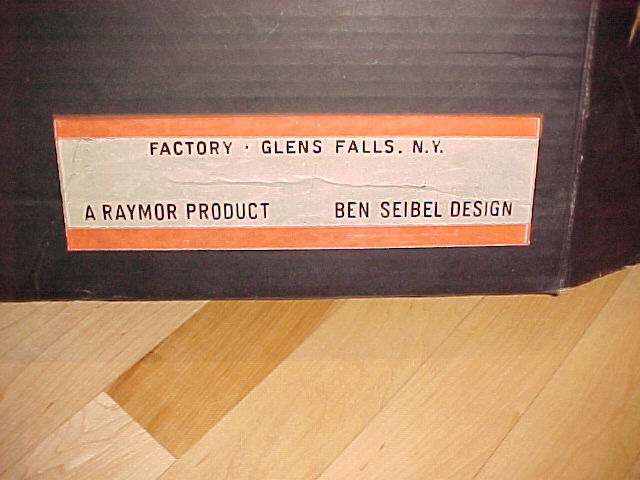 FACTORY · GLENS FALLS. N.Y.
A RAYMOR PRODUCT BEN SEIBEL DESIGN